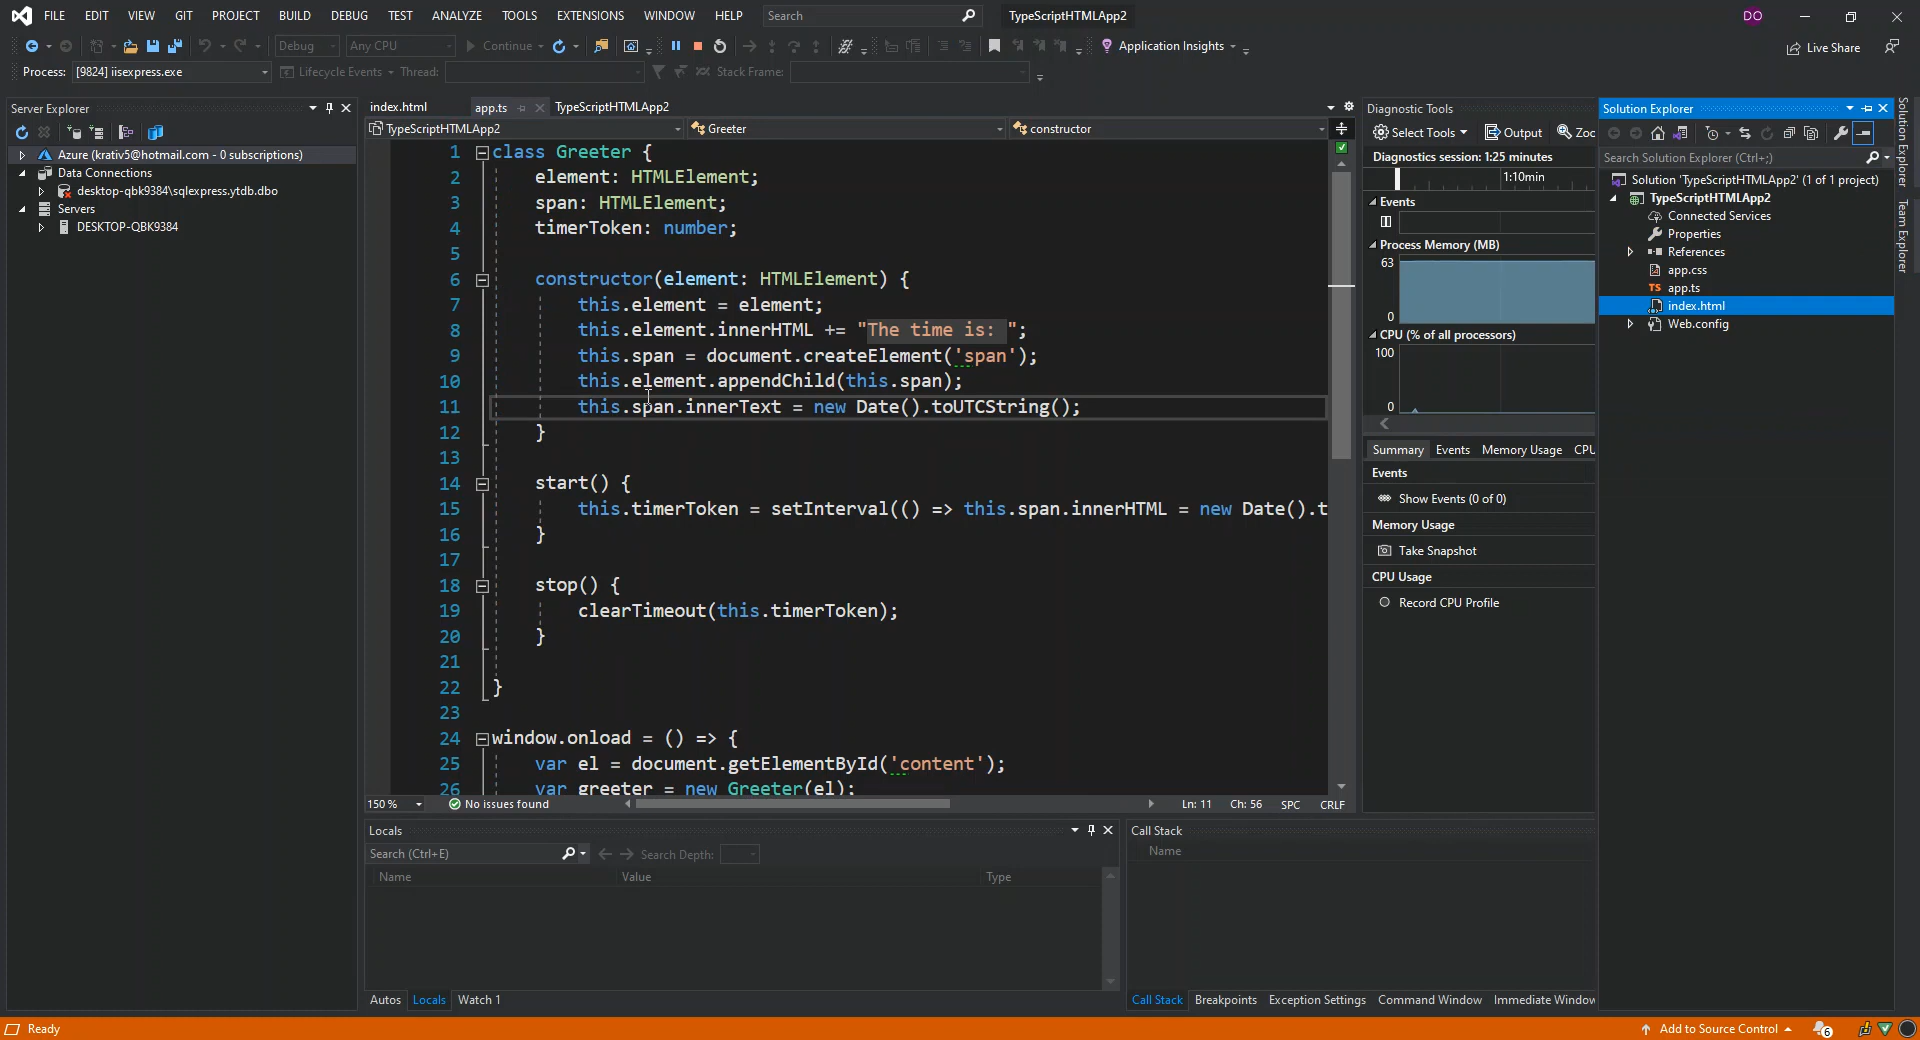 FILE EDIT VIEW GIT PROJECT BUILD DEBUG TEST ANALYZE TOOLS EXTENSIONS WINDOW HELP Search TypeScriptHTMLApp2 DO
Debug Any CPU Continue Application Insights Live Share
Process: [9824] iisexpress.exe Lifecycle Events Thread: Stack Frame:
Server Explorer
Azure (krativ5@hotmail.com - 0 subscriptions)
Data Connections
desktop-qbk9384\sqlexpress.ytdb.dbo
Servers
DESKTOP-QBK9384
index.html app.ts TypeScriptHTMLApp2
TypeScriptHTMLApp2 Greeter constructor
1 class Greeter {
2 element: HTMLElement;
3 span: HTMLElement;
4 timerToken: number;
5
6 constructor(element: HTMLElement) {
7 this.element = element;
8 this.element.innerHTML += "The time is: ";
9 this.span = document.createElement('span');
10 this.element.appendChild(this.span);
11 this.span.innerText = new Date().toUTCString();
12 }
13
14 start() {
15 this.timerToken = setInterval(() => this.span.innerHTML = new Date().t
16 }
17
18 stop() {
19 clearTimeout(this.timerToken);
20 }
21
22 }
23
24 window.onload = () => {
25 var el = document.getElementById('content');
26 var greeter = new Greeter(el);
150 % No issues found Ln: 11 Ch: 56 SPC CRLF
Diagnostic Tools
Select Tools Output Zoo
Diagnostics session: 1:25 minutes
1:10min
Events
Process Memory (MB)
63
0
CPU (% of all processors)
100
0
Summary Events Memory Usage CPU
Events
Show Events (0 of 0)
Memory Usage
Take Snapshot
CPU Usage
Record CPU Profile
Solution Explorer
Search Solution Explorer (Ctrl+;)
Solution 'TypeScriptHTMLApp2' (1 of 1 project)
TypeScriptHTMLApp2
Connected Services
Properties
References
app.css
TS app.ts
index.html
Web.config
Solution Explorer
Team Explorer
Locals
Search (Ctrl+E) Search Depth:
Name Value Type
Autos Locals Watch 1
Call Stack
Name
Call Stack Breakpoints Exception Settings Command Window Immediate Window
Ready Add to Source Control 6